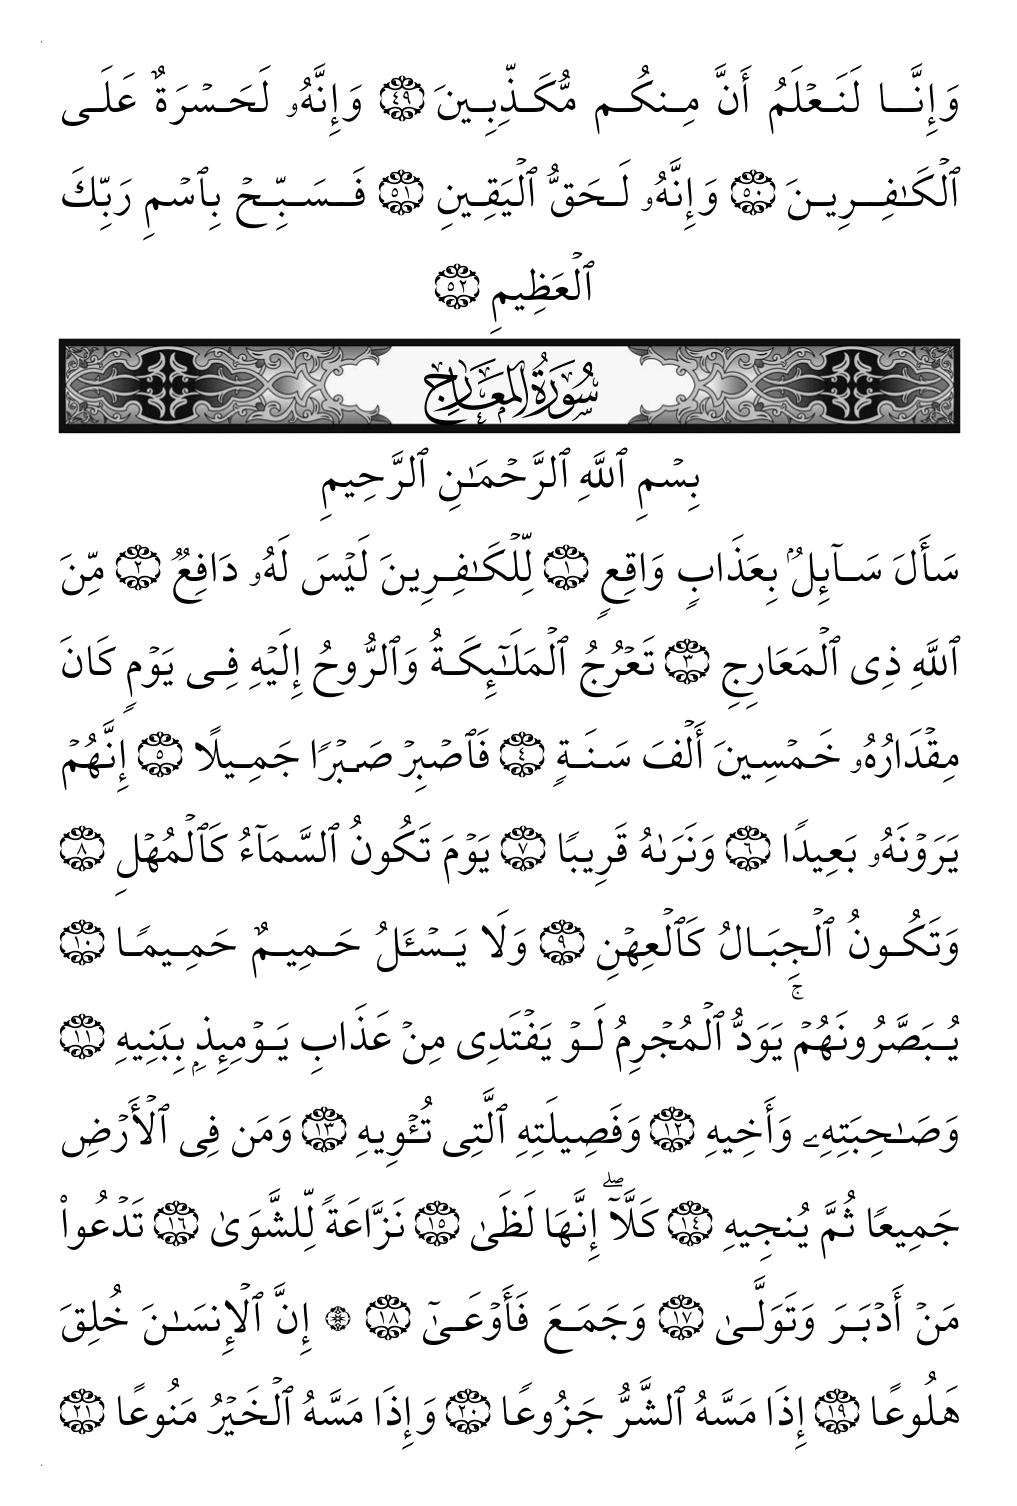 وَإِنَّا لَنَعۡلَمُ أَنَّ مِنكُم مُّكَذِّبِينَ ٤٩ وَإِنَّهُۥ لَحَسۡرَةٌ عَلَى
ٱلۡكَـٰفِرِينَ ٥٠ وَإِنَّهُۥ لَحَقُّ ٱلۡيَقِينِ ٥١ فَسَبِّحۡ بِٱسۡمِ رَبِّكَ
ٱلۡعَظِيمِ ٥٢
سُورَةُ المَعَارِجِ
بِسۡمِ ٱللَّهِ ٱلرَّحۡمَـٰنِ ٱلرَّحِيمِ
سَأَلَ سَآئِلُۢ بِعَذَابٍ وَاقِعٍ ١ لِّلۡكَـٰفِرِينَ لَيۡسَ لَهُۥ دَافِعٌ ٢ مِّنَ
ٱللَّهِ ذِى ٱلۡمَعَارِجِ ٣ تَعۡرُجُ ٱلۡمَلَـٰٓئِكَةُ وَٱلرُّوحُ إِلَيۡهِ فِى يَوۡمٍ كَانَ
مِقۡدَارُهُۥ خَمۡسِينَ أَلۡفَ سَنَةٍ ٤ فَٱصۡبِرۡ صَبۡرًا جَمِيلًا ٥ إِنَّهُمۡ
يَرَوۡنَهُۥ بَعِيدًا ٦ وَنَرَىٰهُ قَرِيبًا ٧ يَوۡمَ تَكُونُ ٱلسَّمَآءُ كَٱلۡمُهۡلِ ٨
وَتَكُونُ ٱلۡجِبَالُ كَٱلۡعِهۡنِ ٩ وَلَا يَسۡـَٔلُ حَمِيمٌ حَمِيمًا ١٠
يُبَصَّرُونَهُمۡۚ يَوَدُّ ٱلۡمُجۡرِمُ لَوۡ يَفۡتَدِى مِنۡ عَذَابِ يَوۡمِئِذِۭ بِبَنِيهِ ١١
وَصَـٰحِبَتِهِۦ وَأَخِيهِ ١٢ وَفَصِيلَتِهِ ٱلَّتِى تُـٔۡوِيهِ ١٣ وَمَن فِى ٱلۡأَرۡضِ
جَمِيعًا ثُمَّ يُنجِيهِ ١٤ كَلَّآۖ إِنَّهَا لَظَىٰ ١٥ نَزَّاعَةً لِّلشَّوَىٰ ١٦ تَدۡعُواْ
مَنۡ أَدۡبَرَ وَتَوَلَّىٰ ١٧ وَجَمَعَ فَأَوۡعَىٰٓ ١٨ ۞ إِنَّ ٱلۡإِنسَـٰنَ خُلِقَ
هَلُوعًا ١٩ إِذَا مَسَّهُ ٱلشَّرُّ جَزُوعًا ٢٠ وَإِذَا مَسَّهُ ٱلۡخَيۡرُ مَنُوعًا ٢١